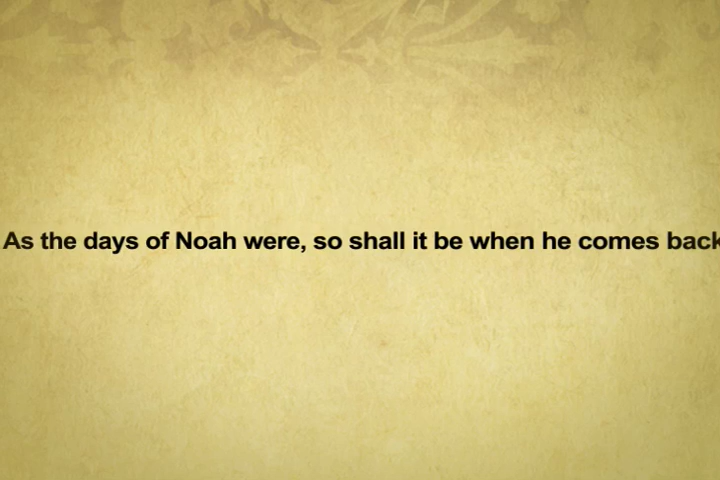 As the days of Noah were, so shall it be when he comes back